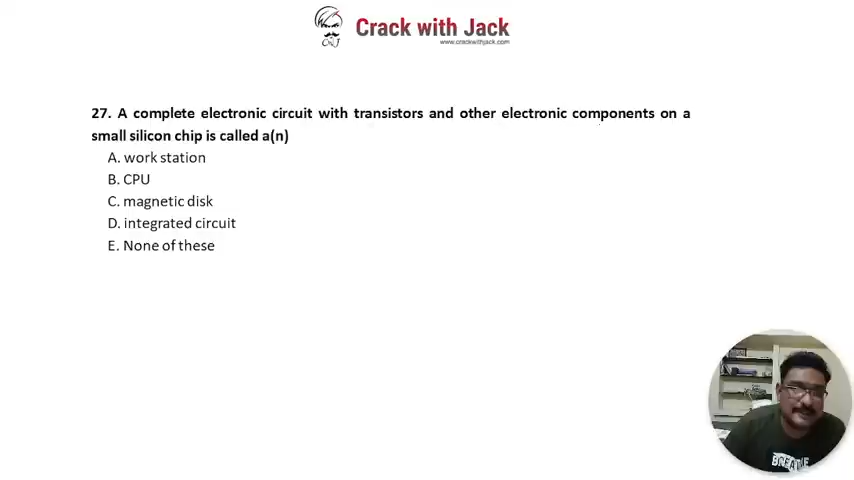 Crack with Jack
www.crackwithjack.com
27. A complete electronic circuit with transistors and other electronic components on a
small silicon chip is called a(n)
A. work station
B. CPU
C. magnetic disk
D. integrated circuit
E. None of these